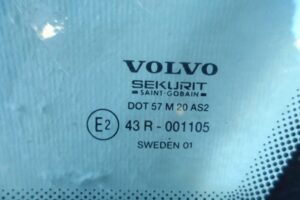 VOLVO
SEKURIT
SAINT-GOBAIN
DOT 57 M 20 AS2
E2 43 R - 001105
SWEDEN 01